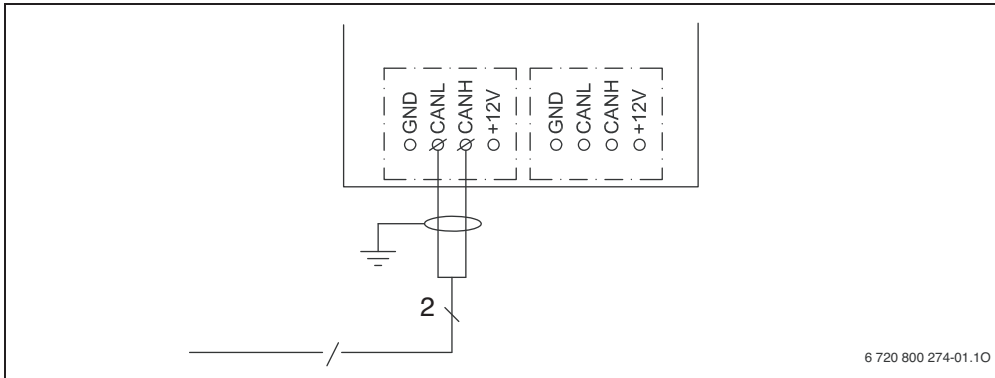 GND
CANL
CANH
+12V
GND
CANL
CANH
+12V
2
6 720 800 274-01.1O